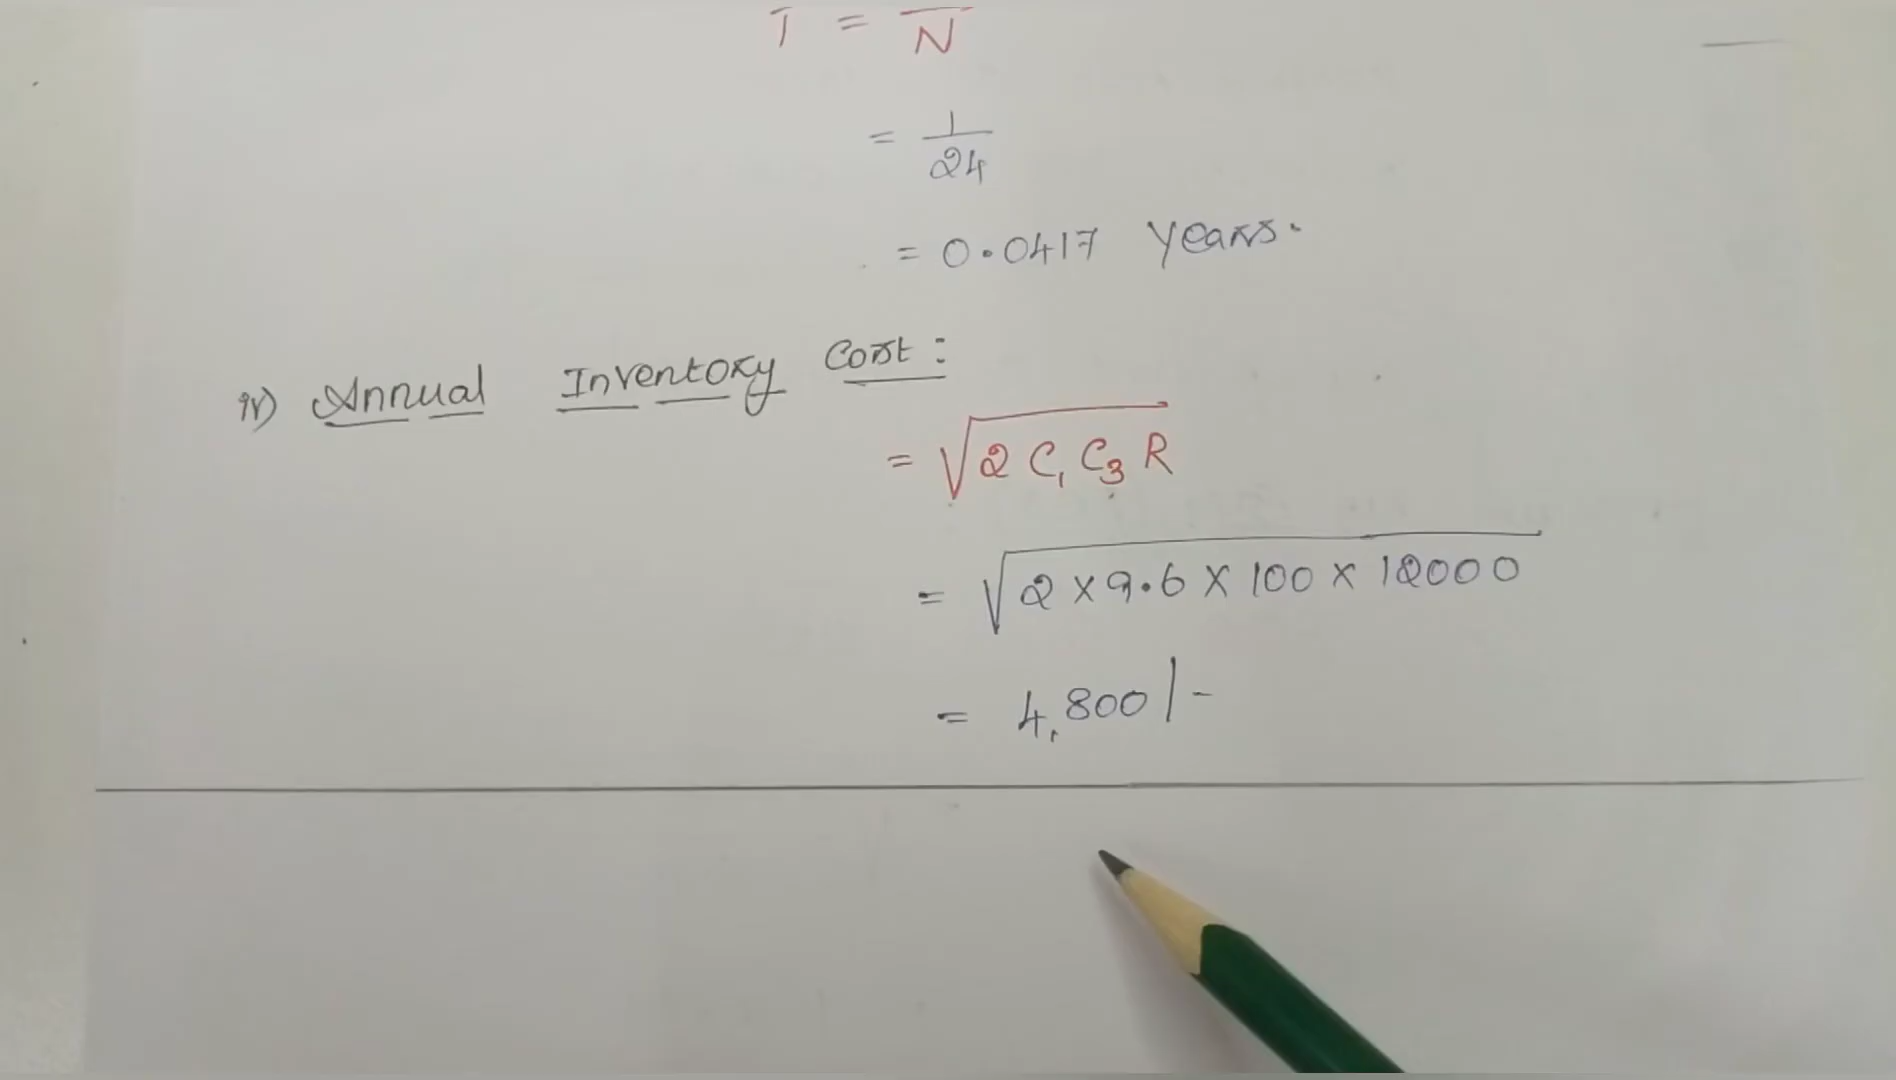 T = ― / N
= 1/24
= 0.0417 Years.
iv) Annual Inventory Cost:
= √2 C₁ C₃ R
= √2 × 9.6 × 100 × 12000
= 4,800/-